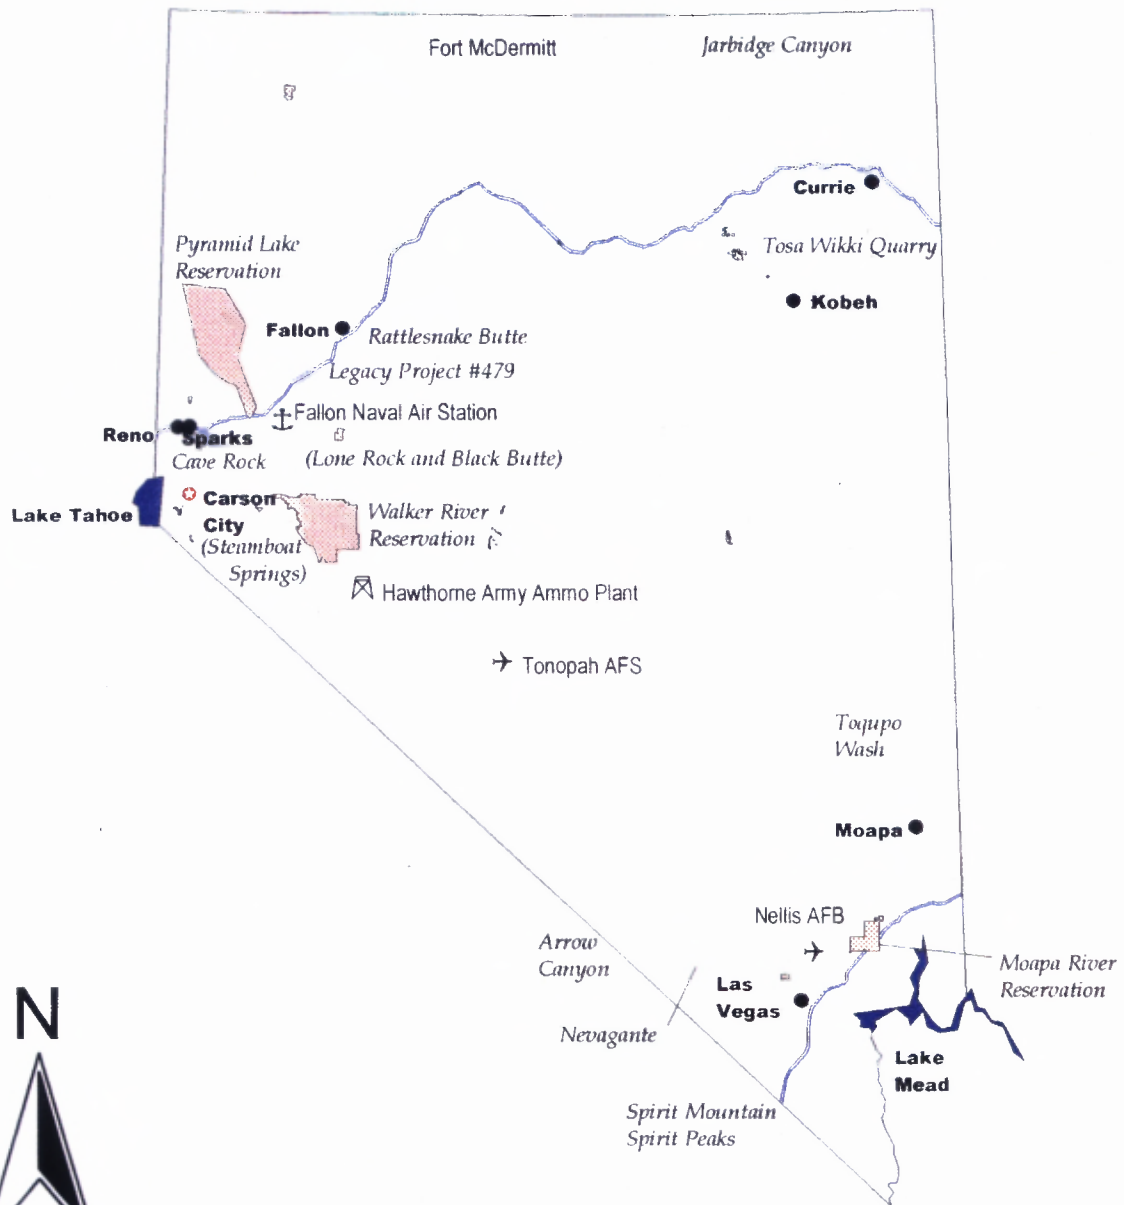 Fort McDermitt
Jarbidge Canyon
Currie
Pyramid Lake
Reservation
Tosa Wikki Quarry
Kobeh
Fallon
Rattlesnake Butte
Legacy Project #479
Fallon Naval Air Station
Reno
Sparks
Cave Rock
(Lone Rock and Black Butte)
Lake Tahoe
Carson
City
(Steamboat
Springs)
Walker River
Reservation
Hawthorne Army Ammo Plant
Tonopah AFS
Toqupo
Wash
Moapa
Nellis AFB
Arrow
Canyon
Moapa River
Reservation
Las
Vegas
Nevagante
Lake
Mead
Spirit Mountain
Spirit Peaks
N